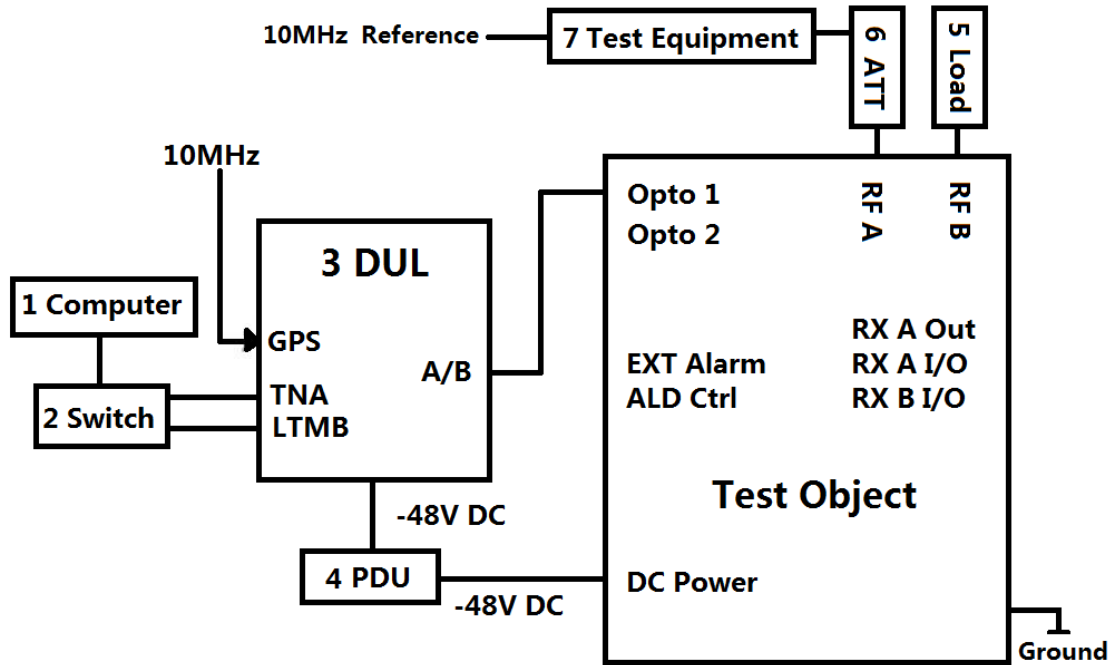 10MHz Reference
7 Test Equipment
6 ATT
5 Load
10MHz
3 DUL
GPS
TNA
LTMB
A/B
1 Computer
2 Switch
-48V DC
4 PDU
-48V DC
Opto 1
Opto 2
RF A
RF B
RX A Out
EXT Alarm
RX A I/O
ALD Ctrl
RX B I/O
Test Object
DC Power
Ground